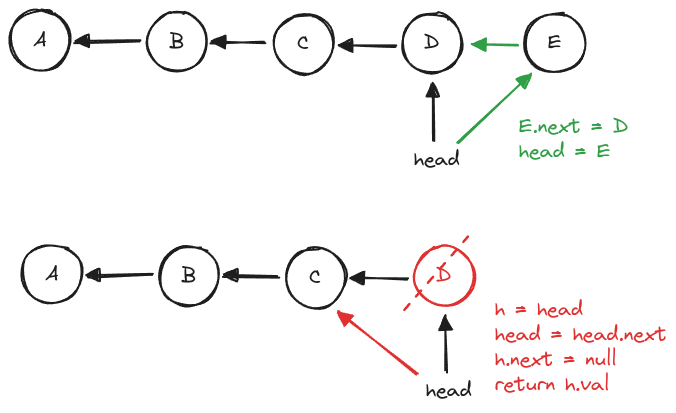 A B C D E
E.next = D
head = E
head
A B C D
h = head
head = head.next
h.next = null
return h.val
head